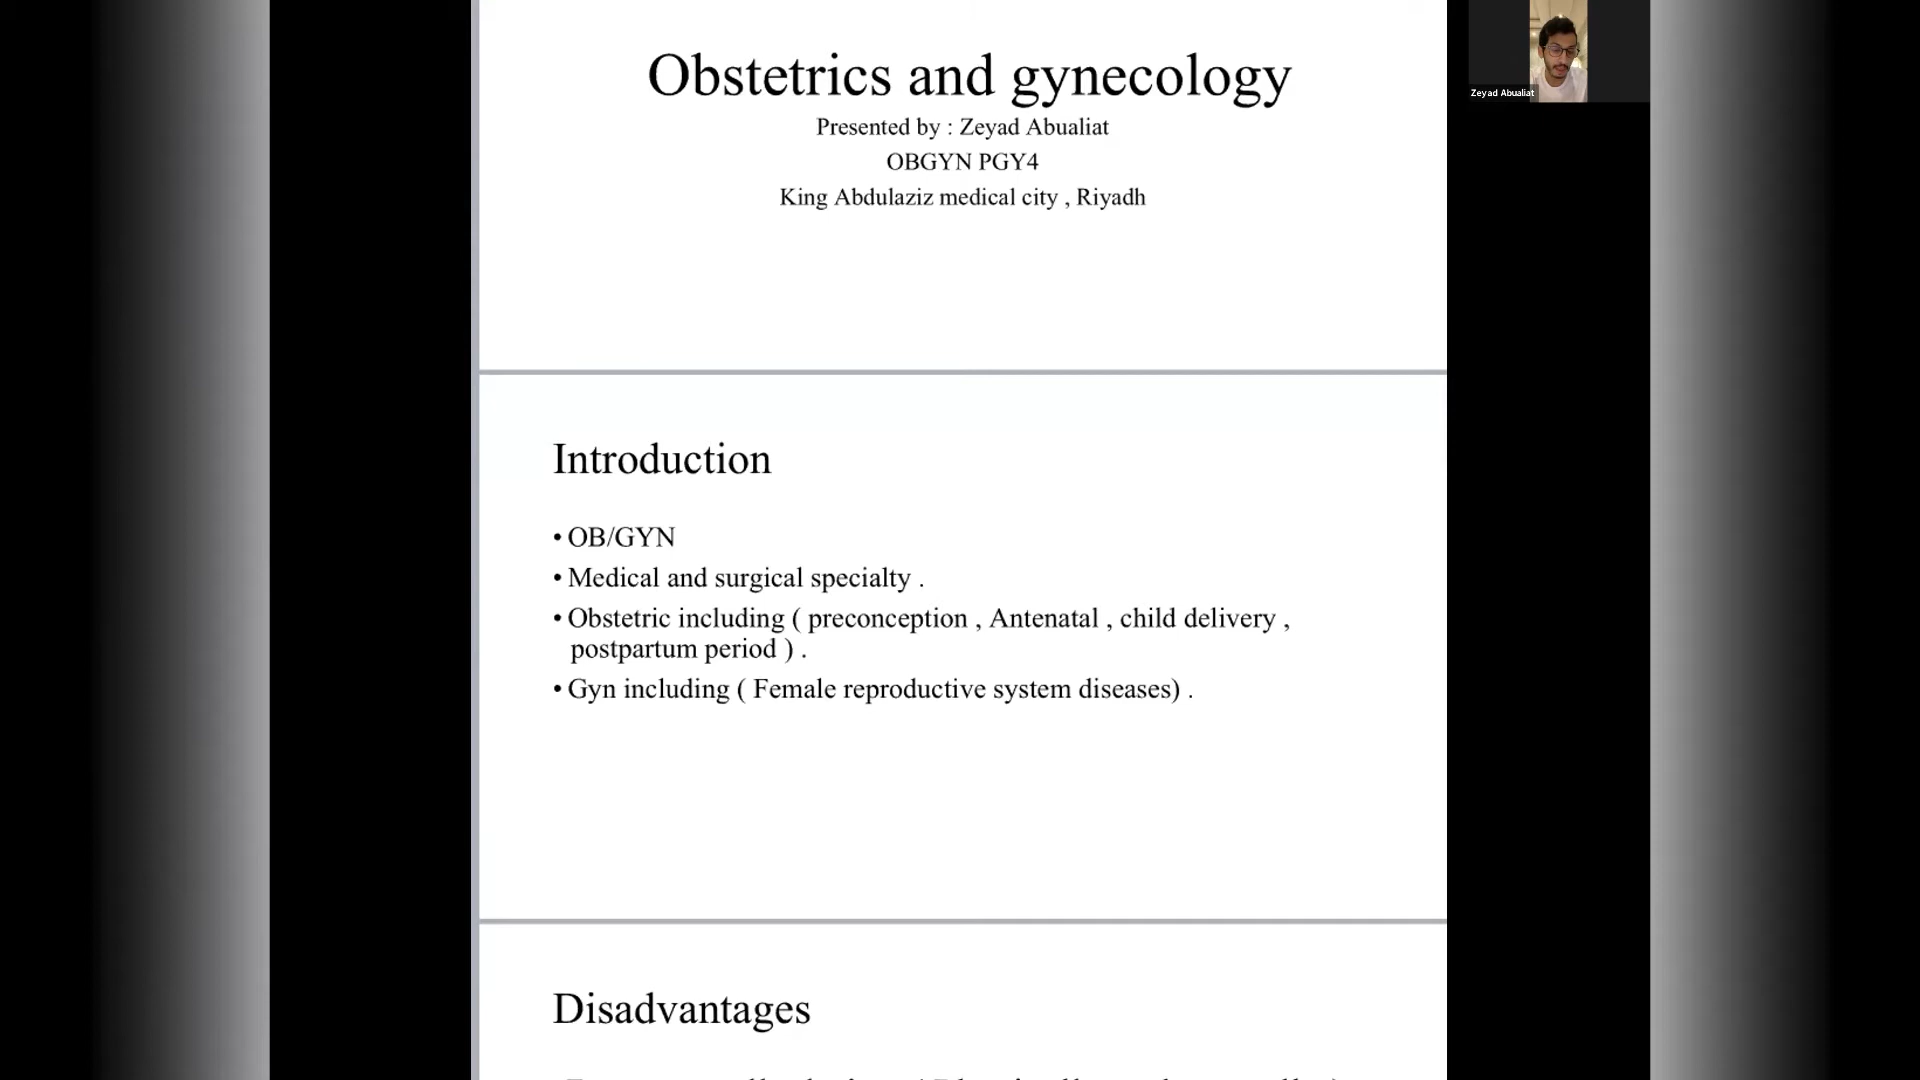 Obstetrics and gynecology
Presented by : Zeyad Abualiat
OBGYN PGY4
King Abdulaziz medical city , Riyadh
Zeyad Abualiat
Introduction
• OB/GYN
• Medical and surgical specialty .
• Obstetric including ( preconception , Antenatal , child delivery ,
postpartum period ) .
• Gyn including ( Female reproductive system diseases) .
Disadvantages